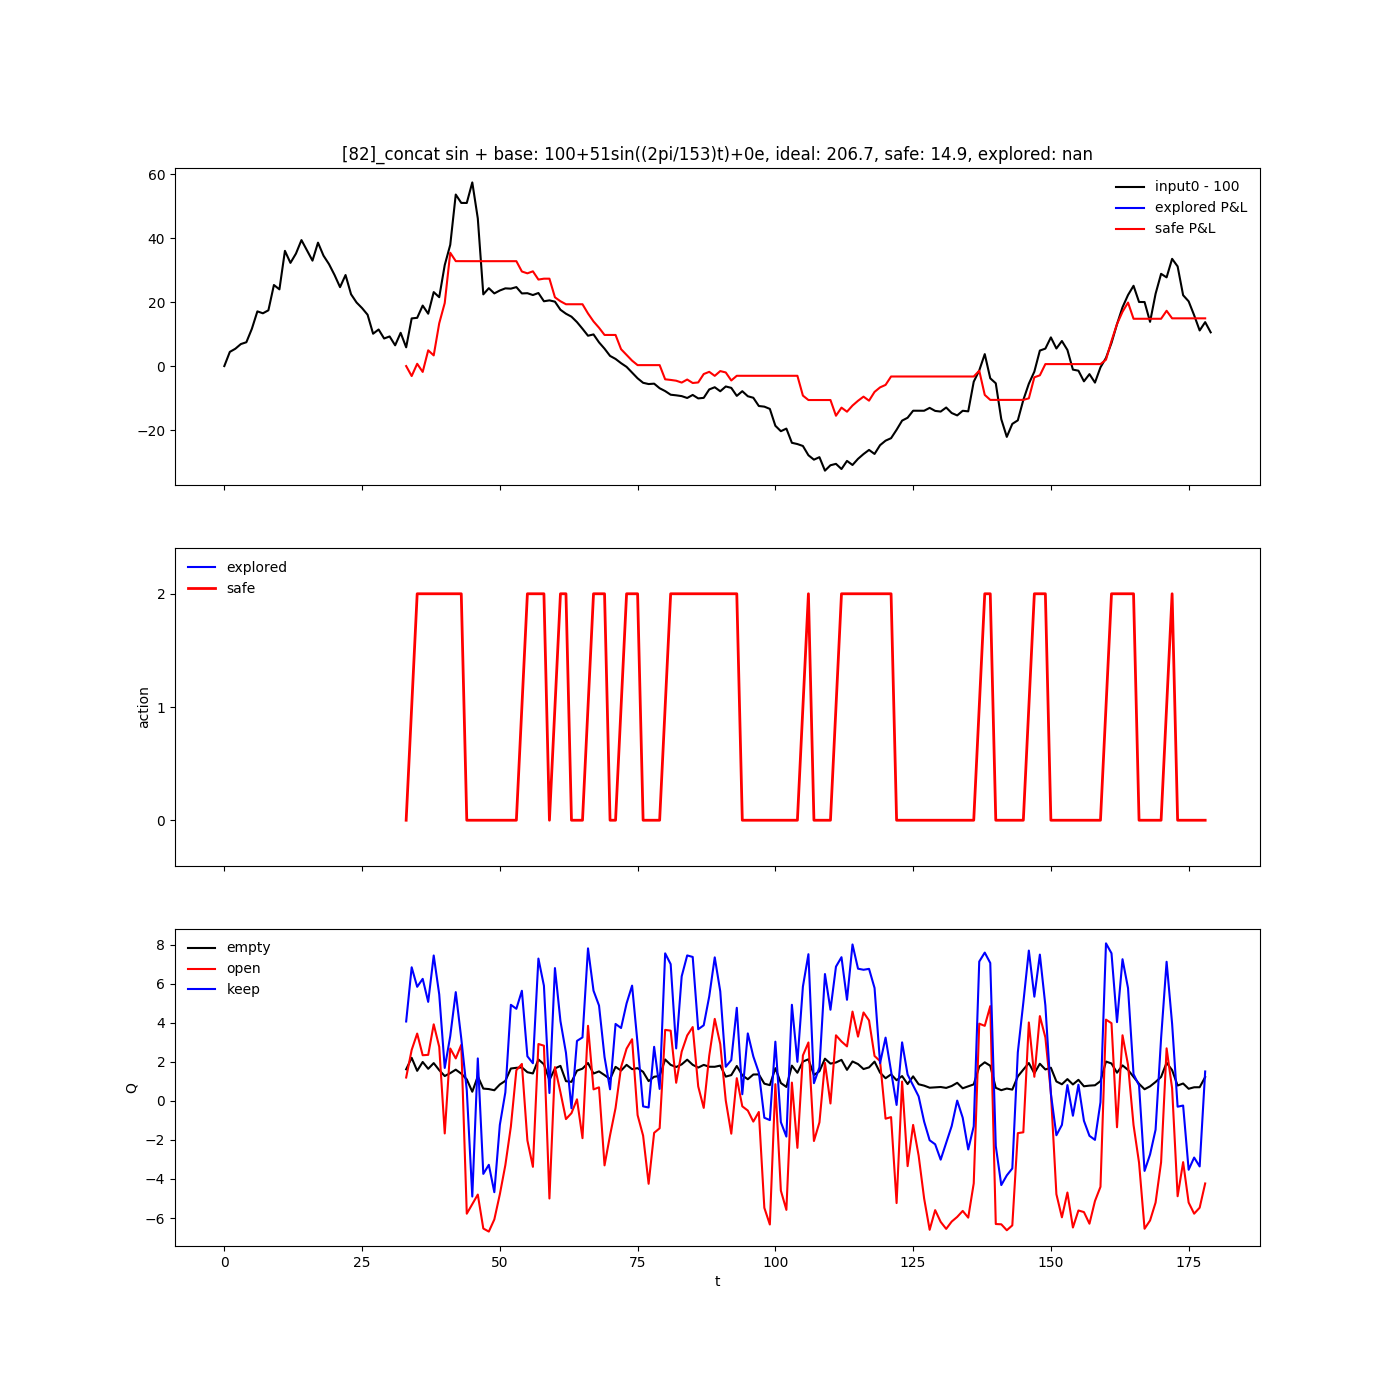 [82]_concat sin + base: 100+51sin((2pi/153)t)+0e, ideal: 206.7, safe: 14.9, explored: nan
60
40
20
0
−20
input0 - 100
explored P&L
safe P&L
action
2
1
0
explored
safe
Q
8
6
4
2
0
−2
−4
−6
empty
open
keep
0 25 50 75 100 125 150 175
t